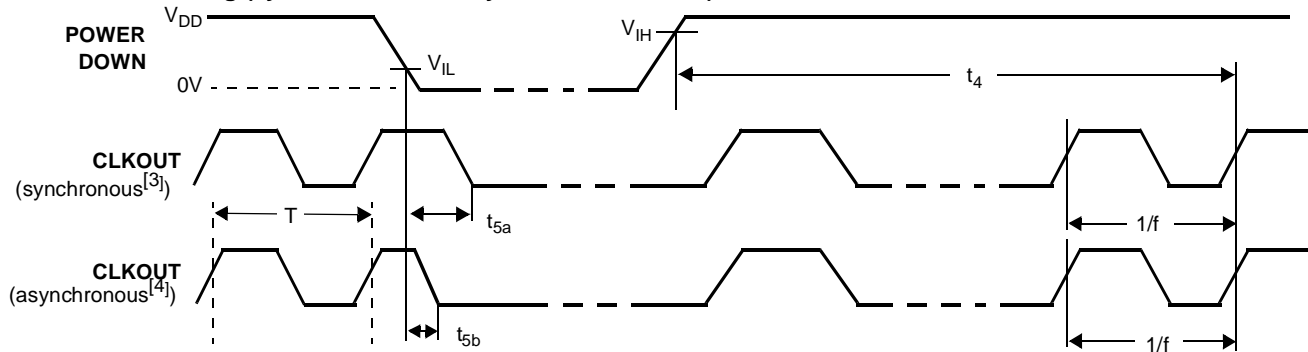 V_DD
POWER
DOWN
V_IH
V_IL
0V
t_4
CLKOUT
(synchronous[3])
T
t_5a
1/f
CLKOUT
(asynchronous[4])
t_5b
1/f